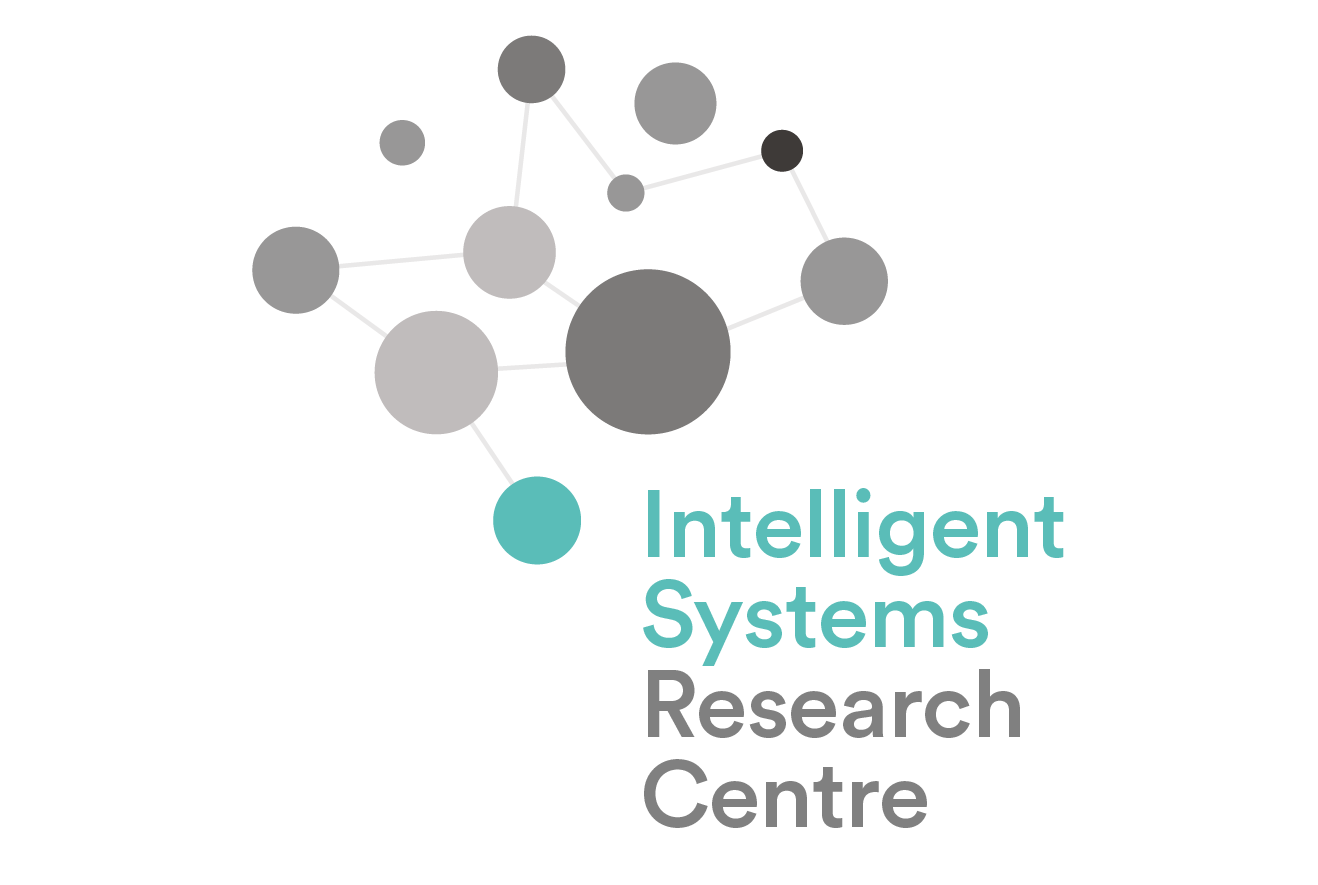 Intelligent
Systems
Research
Centre